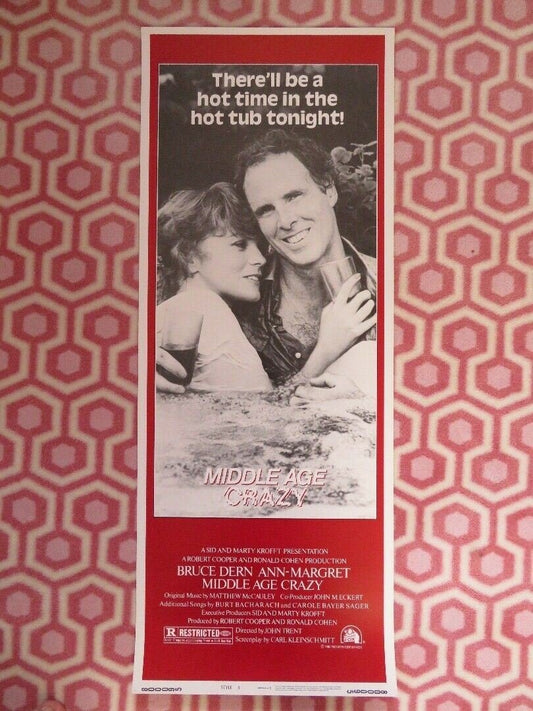 There'll be a
hot time in the
hot tub tonight!
MIDDLE AGE
CRAZY
A SID AND MARTY KROFFT PRESENTATION
A ROBERT COOPER AND RONALD COHEN PRODUCTION
BRUCE DERN ANN-MARGRET
MIDDLE AGE CRAZY
Original Music by MATTHEW McCAULEY Co-Producer JOHN M. ECKERT
Additional Songs by BURT BACHARACH and CAROLE BAYER SAGER
Executive Producers SID AND MARTY KROFFT
Produced by ROBERT COOPER AND RONALD COHEN
Directed by JOHN TRENT
Screenplay by CARL KLEINSCHMITT
R RESTRICTED
STYLE